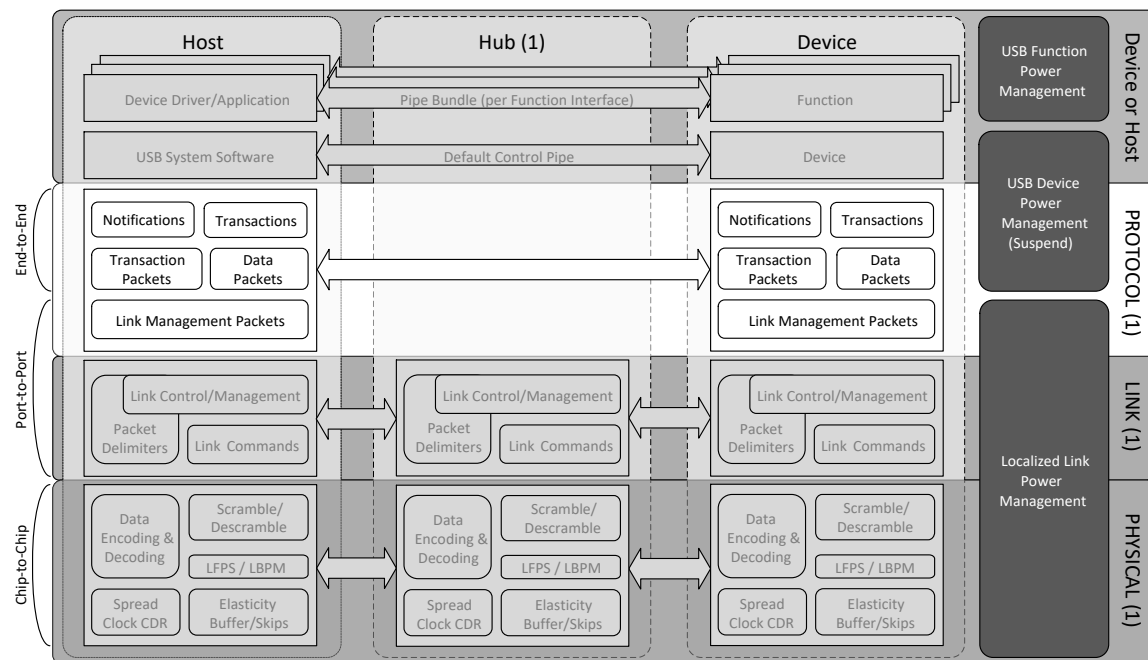 Host
Hub (1)
Device
Device Driver/Application
Pipe Bundle (per Function Interface)
Function
USB System Software
Default Control Pipe
Device
USB Function
Power
Management
Device or Host
End-to-End
Notifications
Transactions
Transaction
Packets
Data
Packets
Link Management Packets
Notifications
Transactions
Transaction
Packets
Data
Packets
Link Management Packets
USB Device
Power
Management
(Suspend)
PROTOCOL (1)
Port-to-Port
Link Control/Management
Packet
Delimiters
Link Commands
Link Control/Management
Packet
Delimiters
Link Commands
Link Control/Management
Packet
Delimiters
Link Commands
LINK (1)
Localized Link
Power
Management
Chip-to-Chip
Data
Encoding &
Decoding
Scramble/
Descramble
LFPS / LBPM
Spread
Clock CDR
Elasticity
Buffer/Skips
Data
Encoding &
Decoding
Scramble/
Descramble
LFPS / LBPM
Spread
Clock CDR
Elasticity
Buffer/Skips
Data
Encoding &
Decoding
Scramble/
Descramble
LFPS / LBPM
Spread
Clock CDR
Elasticity
Buffer/Skips
PHYSICAL (1)